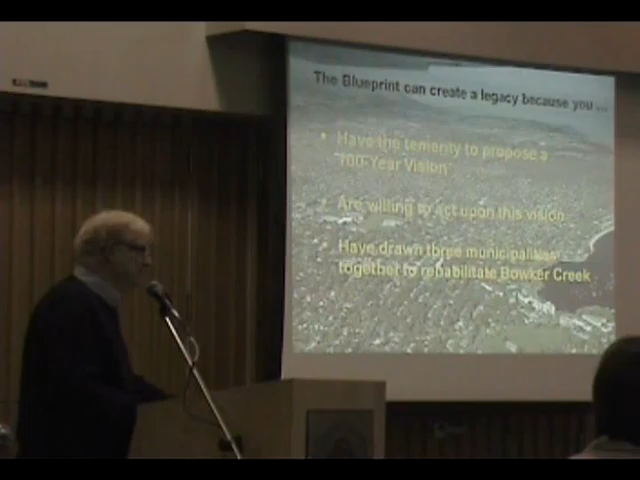 The Blueprint can create a legacy because you ...
• Have the temerity to propose a
"100-Year Vision"
Are willing to act upon this vision
Have drawn three municipalities
together to rehabilitate Bowker Creek